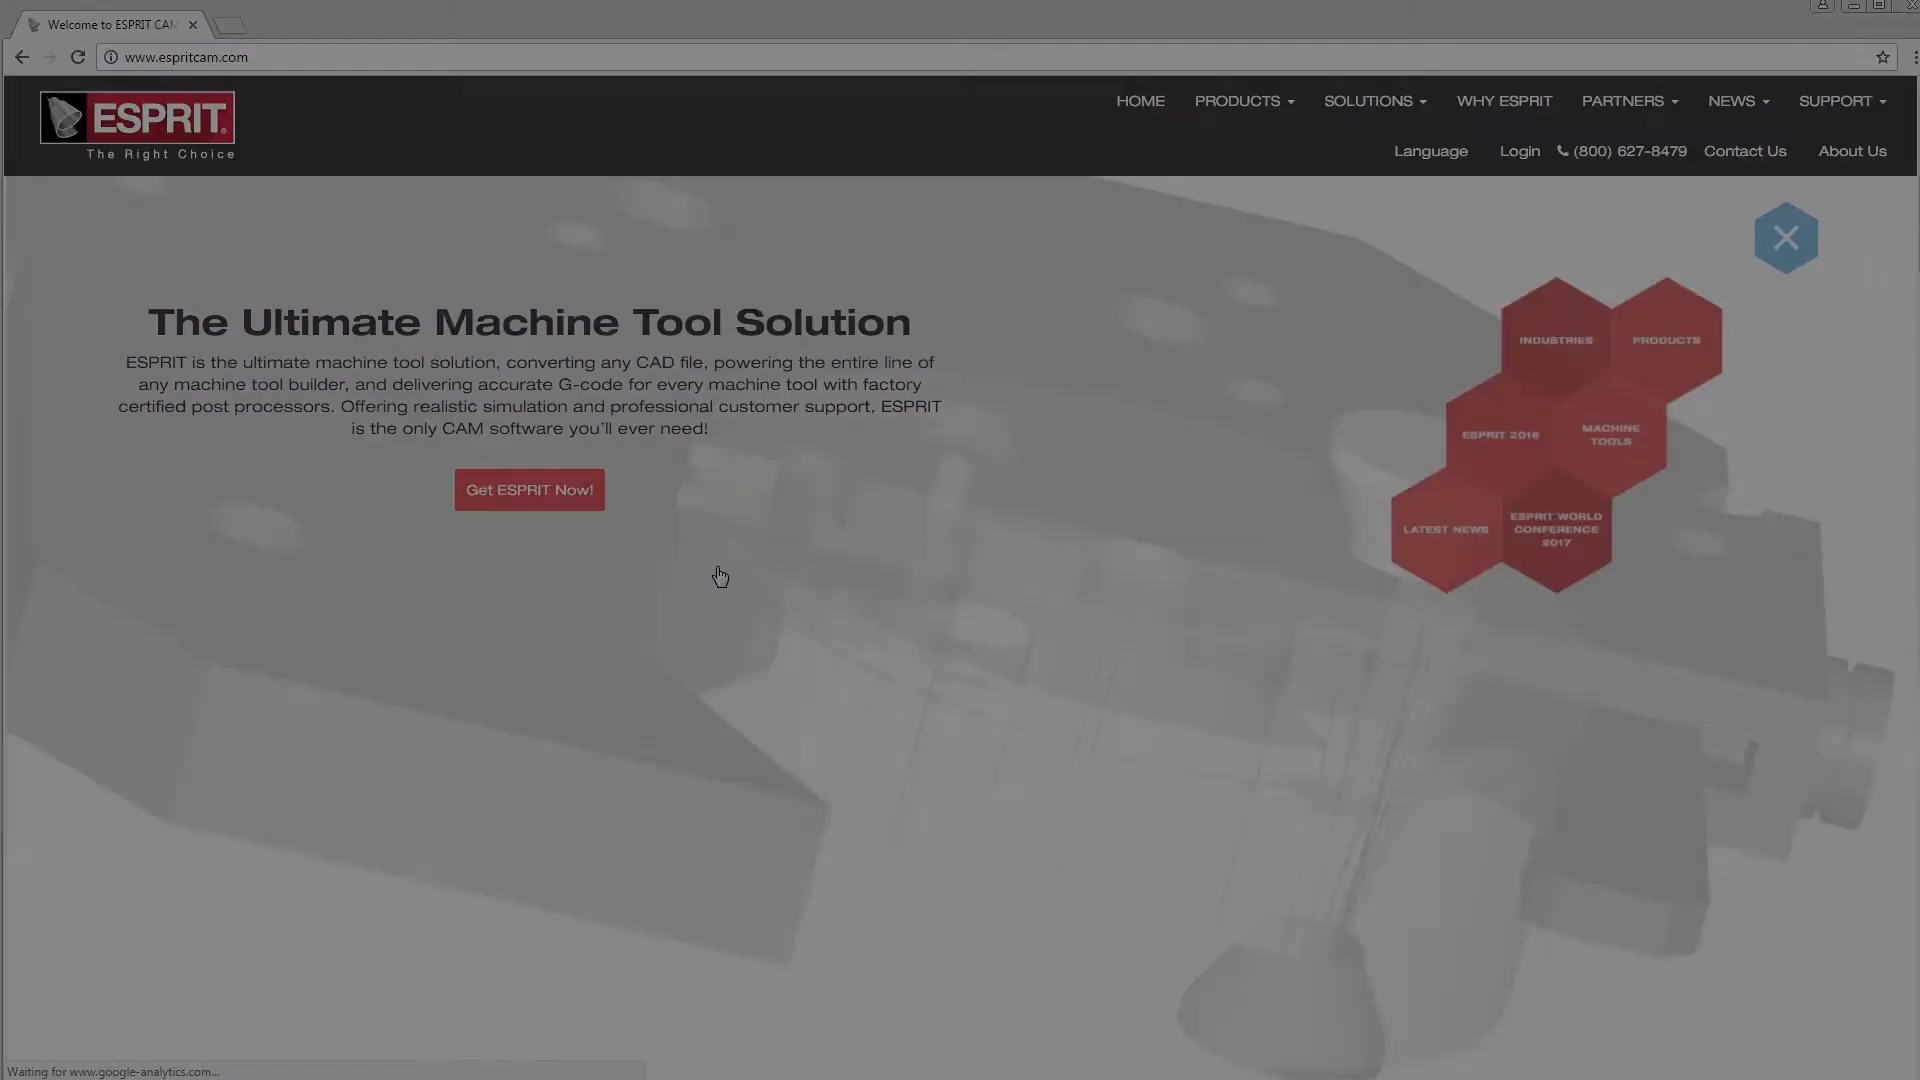 Welcome to ESPRIT CAM
www.espritcam.com
ESPRIT
The Right Choice
HOME PRODUCTS SOLUTIONS WHY ESPRIT PARTNERS NEWS SUPPORT
Language Login (800) 627-8479 Contact Us About Us
The Ultimate Machine Tool Solution
ESPRIT is the ultimate machine tool solution, converting any CAD file, powering the entire line of
any machine tool builder, and delivering accurate G-code for every machine tool with factory
certified post processors. Offering realistic simulation and professional customer support, ESPRIT
is the only CAM software you'll ever need!
Get ESPRIT Now!
INDUSTRIES
PRODUCTS
ESPRIT 2016
MACHINE
TOOLS
LATEST NEWS
ESPRIT WORLD
CONFERENCE
2017
Waiting for www.google-analytics.com...